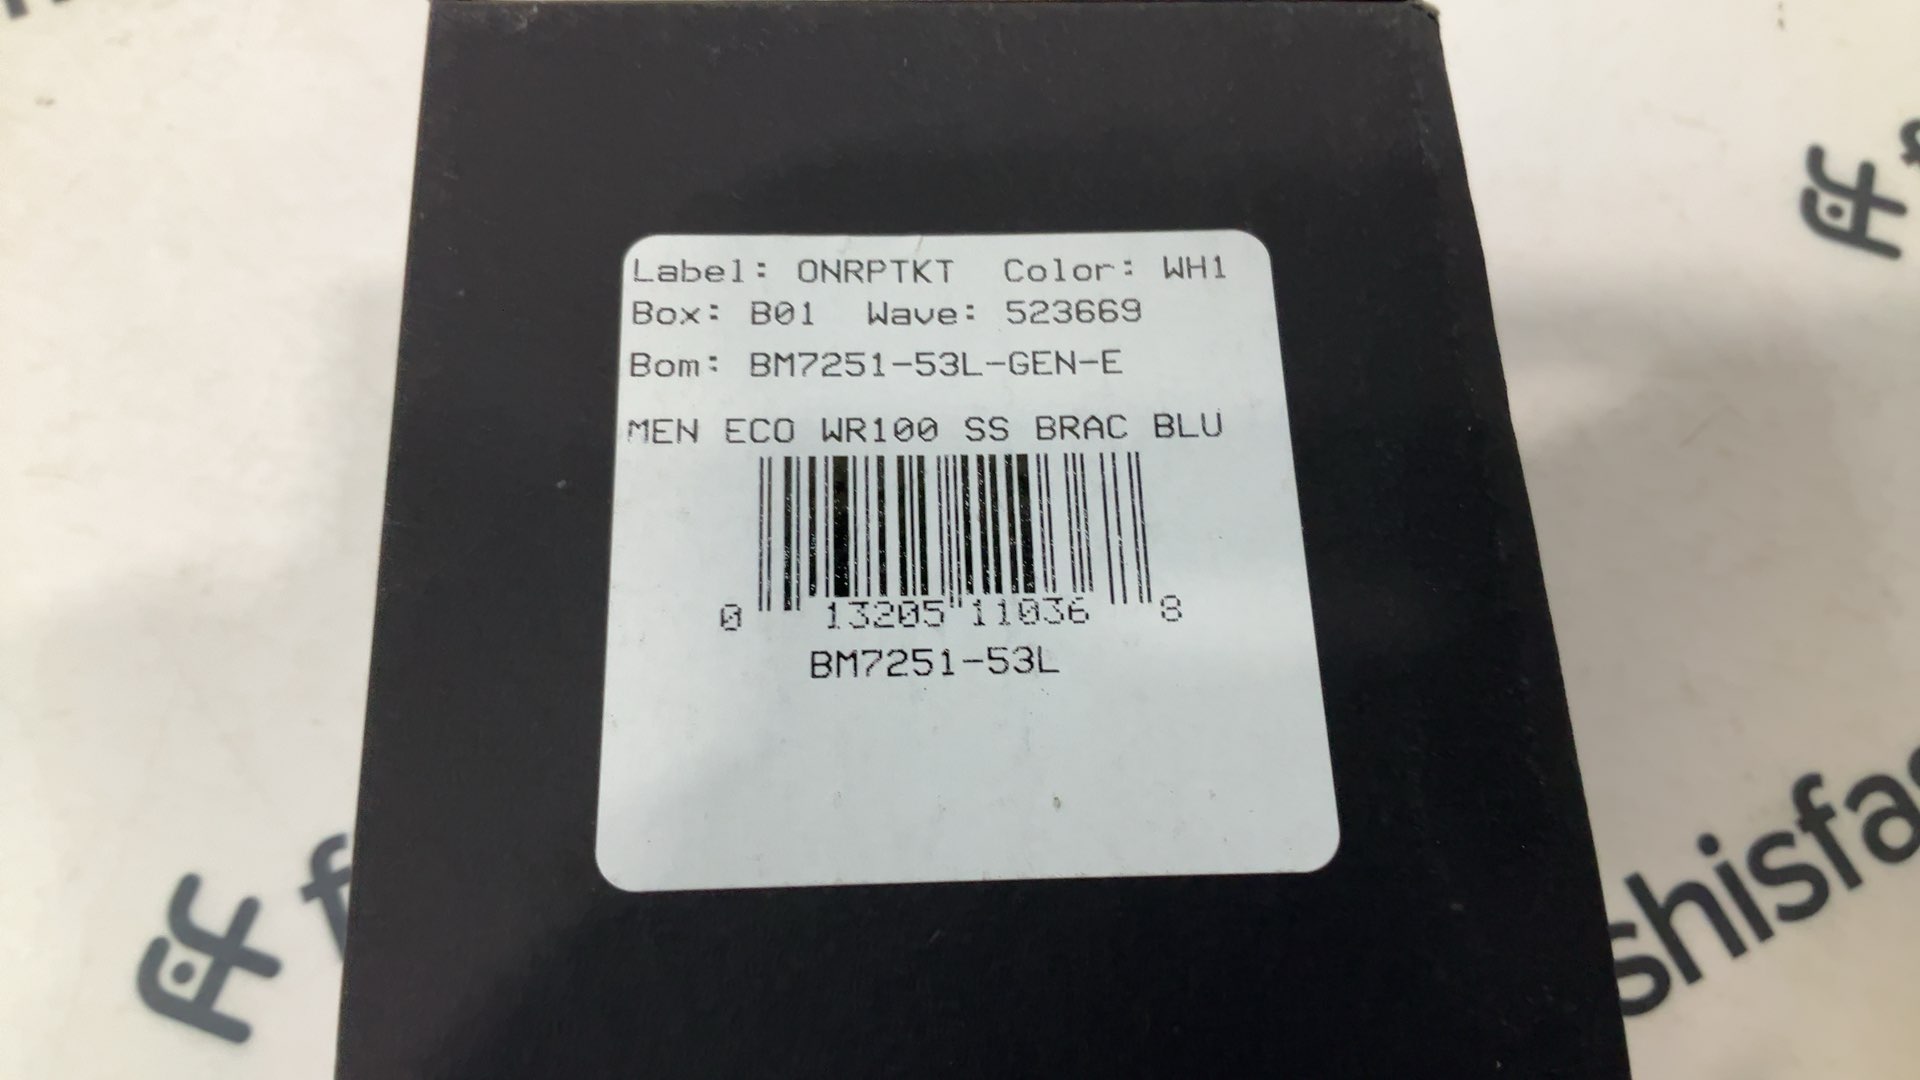 Label: ONRPTKT Color: WH1
Box: B01 Wave: 523669
Bom: BM7251-53L-GEN-E
MEN ECO WR100 SS BRAC BLU
0 13205 11036 8
BM7251-53L
shisfas